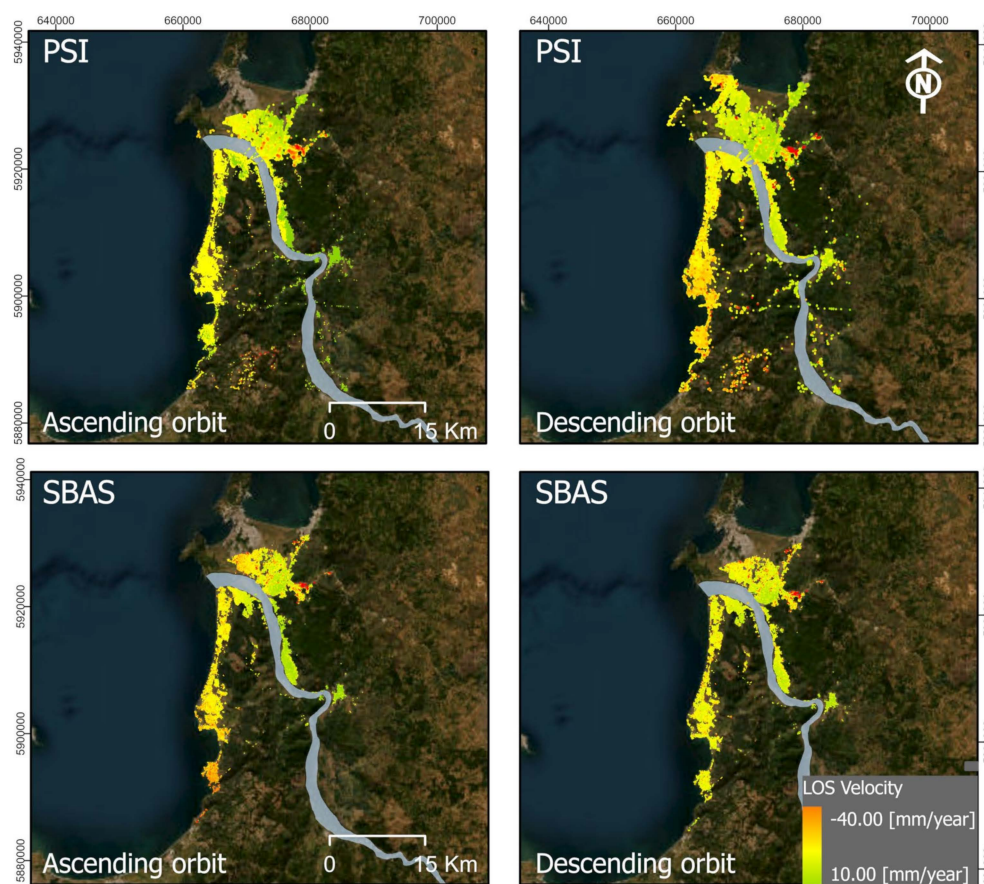 640000 660000 680000 700000 640000 660000 680000 700000
5940000
PSI
PSI
N
5920000
5900000
5880000
Ascending orbit
0 15 Km
Descending orbit
5940000
SBAS
SBAS
5920000
5900000
5880000
Ascending orbit
0 15 Km
Descending orbit
LOS Velocity
-40.00 [mm/year]
10.00 [mm/year]